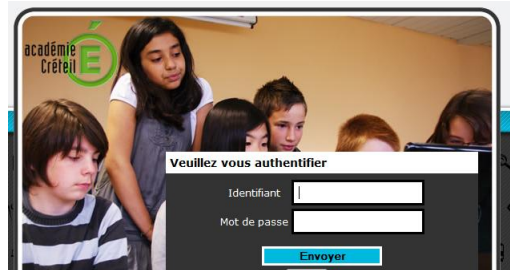 académie
Créteil
Veuillez vous authentifier
Identifiant
Mot de passe
Envoyer